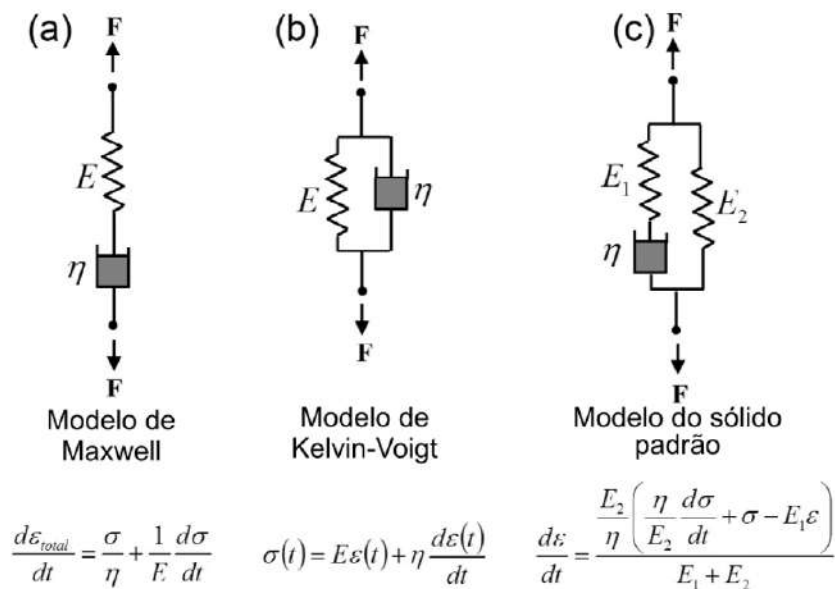 (a)
F
E
η
F
Modelo de
Maxwell
dε_total/dt = σ/η + 1/E dσ/dt
(b)
F
E
η
F
Modelo de
Kelvin-Voigt
σ(t) = Eε(t) + η dε(t)/dt
(c)
F
E₁
E₂
η
F
Modelo do sólido
padrão
dε/dt = E₂/η (η/E₂ dσ/dt + σ − E₁ε) / E₁ + E₂